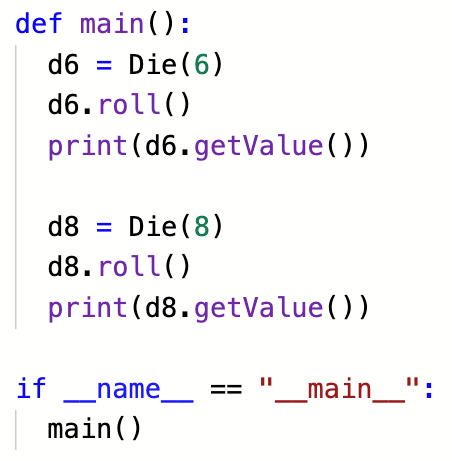 def main():
  d6 = Die(6)
  d6.roll()
  print(d6.getValue())

  d8 = Die(8)
  d8.roll()
  print(d8.getValue())

if __name__ == "__main__":
  main()